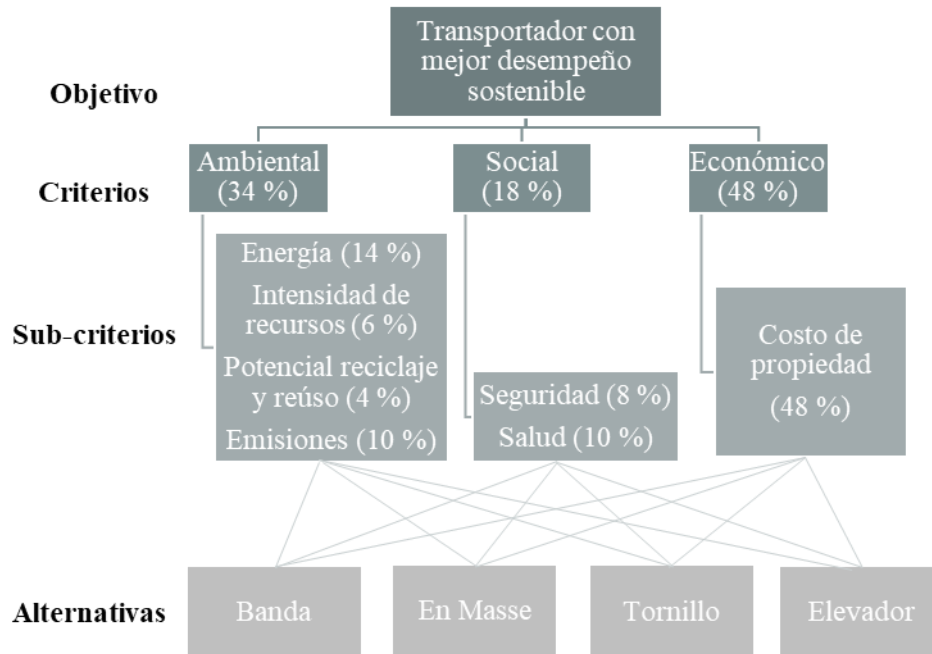 Transportador con
mejor desempeño
sostenible
Objetivo
Ambiental
(34 %)
Social
(18 %)
Económico
(48 %)
Criterios
Energía (14 %)
Intensidad de
recursos (6 %)
Potencial reciclaje
y reúso (4 %)
Emisiones (10 %)
Sub-criterios
Seguridad (8 %)
Salud (10 %)
Costo de
propiedad
(48 %)
Alternativas
Banda
En Masse
Tornillo
Elevador